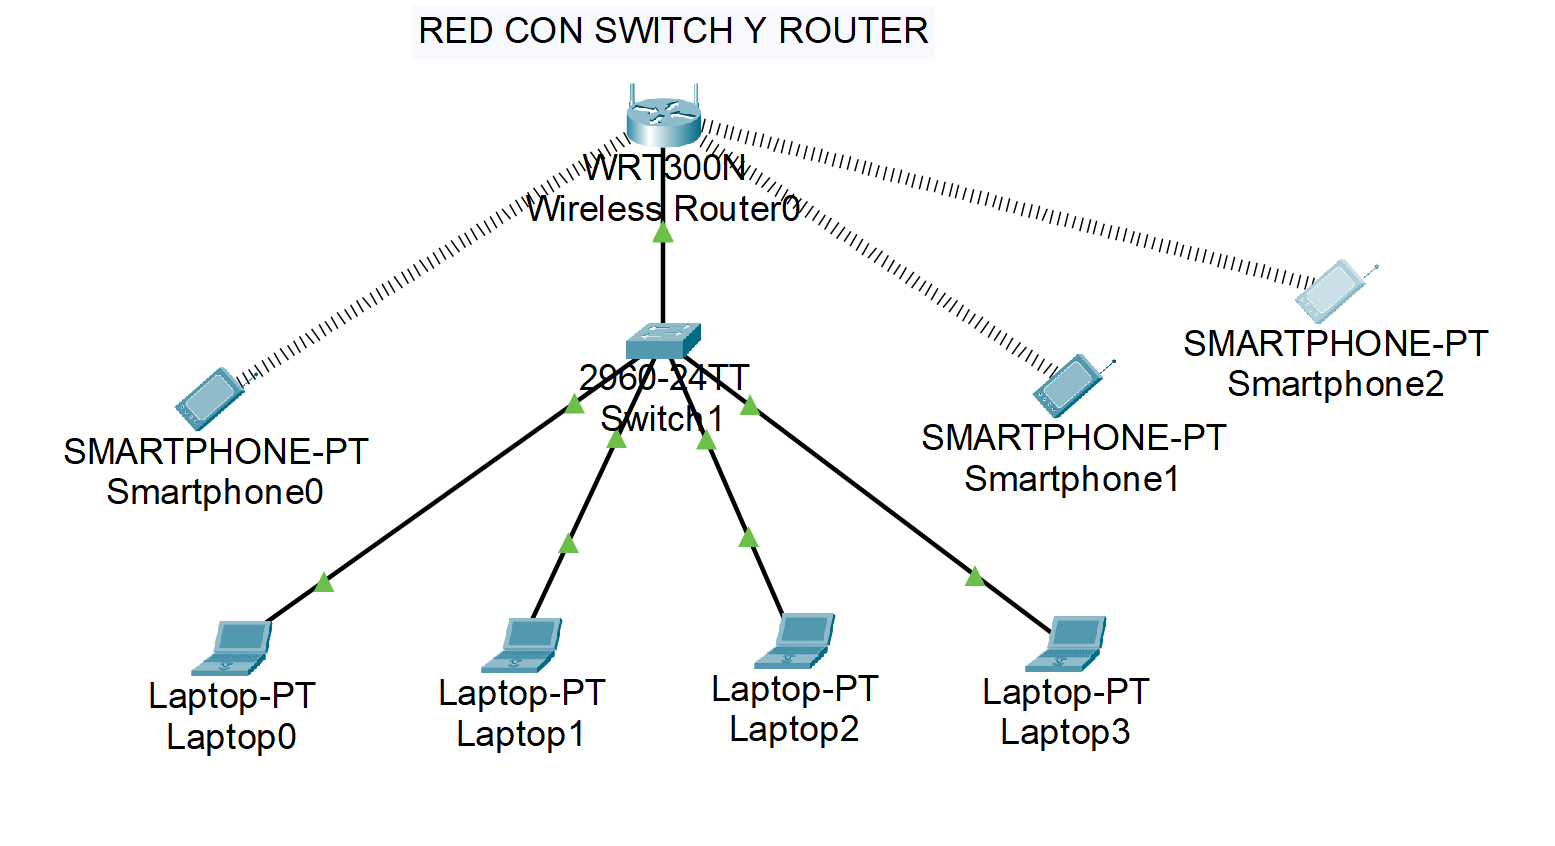 RED CON SWITCH Y ROUTER
WRT300N
Wireless Router0
SMARTPHONE-PT
Smartphone2
2960-24TT
Switch1
SMARTPHONE-PT
Smartphone0
SMARTPHONE-PT
Smartphone1
Laptop-PT
Laptop0
Laptop-PT
Laptop1
Laptop-PT
Laptop2
Laptop-PT
Laptop3